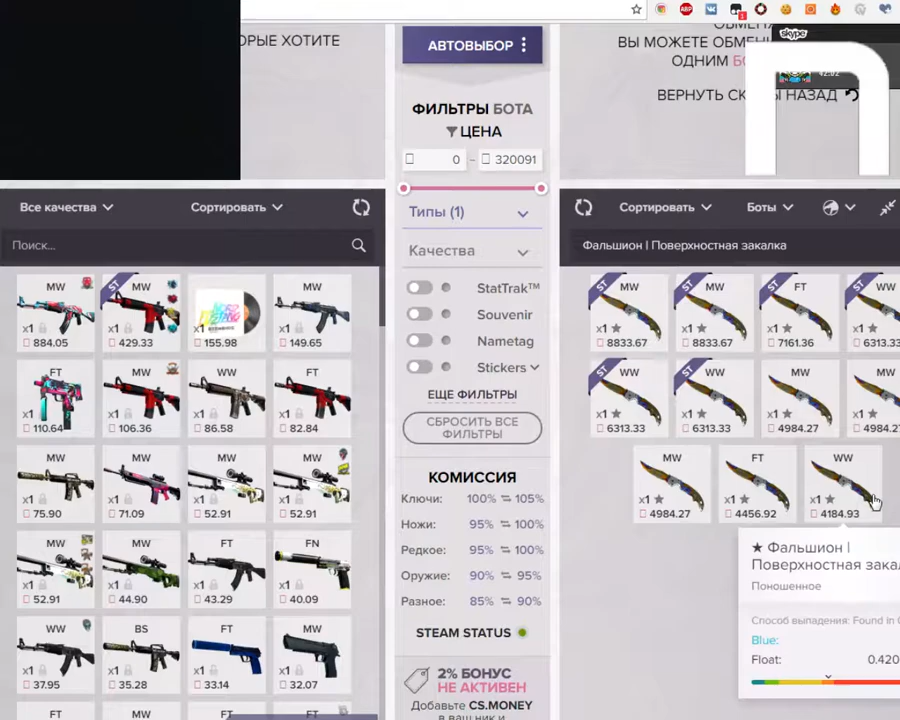 ОРЫЕ ХОТИТЕ
АВТОВЫБОР
ФИЛЬТРЫ БОТА
ЦЕНА
0 – 320091
ВЫ МОЖЕТЕ ОБМЕН
ОДНИМ
ВЕРНУТЬ СК Ы НАЗАД
skype
Все качества
Сортировать
Поиск...
Типы (1)
Качества
StatTrak™
Souvenir
Nametag
Stickers
ЕЩЕ ФИЛЬТРЫ
СБРОСИТЬ ВСЕ
ФИЛЬТРЫ
КОМИССИЯ
Ключи: 100% ⇆ 105%
Ножи: 95% ⇆ 100%
Редкое: 95% ⇆ 100%
Оружие: 90% ⇆ 95%
Разное: 85% ⇆ 90%
STEAM STATUS
2% БОНУС
НЕ АКТИВЕН
Добавьте CS.MONEY
в ваш ник и
Сортировать
Боты
Фальшион | Поверхностная закалка
MW ST MW MW
x1 x1 x1 x1
884.05 429.33 155.98 149.65
FT MW WW FT
x1 x1 x1 x1
110.64 106.36 86.58 82.84
MW MW MW MW
x1 x1 x1 x1
75.90 71.09 52.91 52.91
MW MW FT FN
x1 x1 x1 x1
52.91 44.90 43.29 40.09
WW BS FT MW
x1 x1 x1 x1
37.95 35.28 33.14 32.07
FT MW FT FT
ST MW ST MW ST FT ST WW
x1 ★ x1 ★ x1 ★ x1 ★
8833.67 8833.67 7161.36 6313.33
ST WW ST WW MW MW
x1 ★ x1 ★ x1 ★ x1 ★
6313.33 6313.33 4984.27 4984.27
MW FT WW
x1 ★ x1 ★ x1 ★
4984.27 4456.92 4184.93
★ Фальшион |
Поверхностная закал
Поношенное
Способ выпадения: Found in
Blue:
Float: 0.420